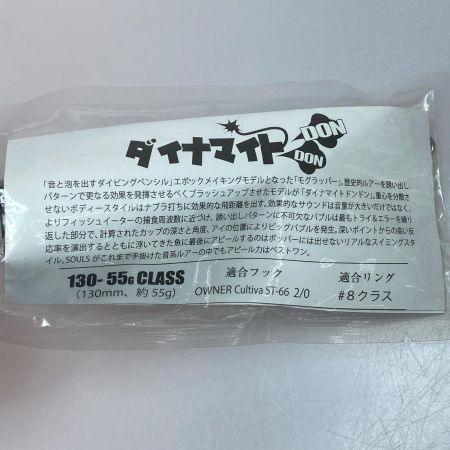 ダイナマイト DON DON
「音と泡を出すダイビングペンシル」エポックメイキングモデルとなった「モグラッパー」。歴史的ルアーを誘い出し
パターンで更なる効果を発揮させるべくブラッシュアップさせたモデルが「ダイナマイトドンドン」。重心を分散さ
せないボディースタイルはナブラ打ちに効果的な飛距離を出す。効果的なサウンドは音量が大きいだけではなく、
よりフィッシュイーターの捕食周波数に近づけ、誘い出しパターンに不可欠なバブルは最もトライ＆エラーを繰り
返した部分で、計算されたカップの深さと角度、アイの位置によりビッグバブルを発生。深いポイントからの高い反
応率を演出するとともに浮いてきた魚に最後にアピールするのはポッパーには出せないリアルなスイミングスタ
イル。SOULSがこれまで手掛けた音系ルアーの中でもアピール力はベストワン。
130-55G CLASS 適合フック 適合リング
(130mm、約55g) OWNER Cultiva ST-66 2/0 #8クラス